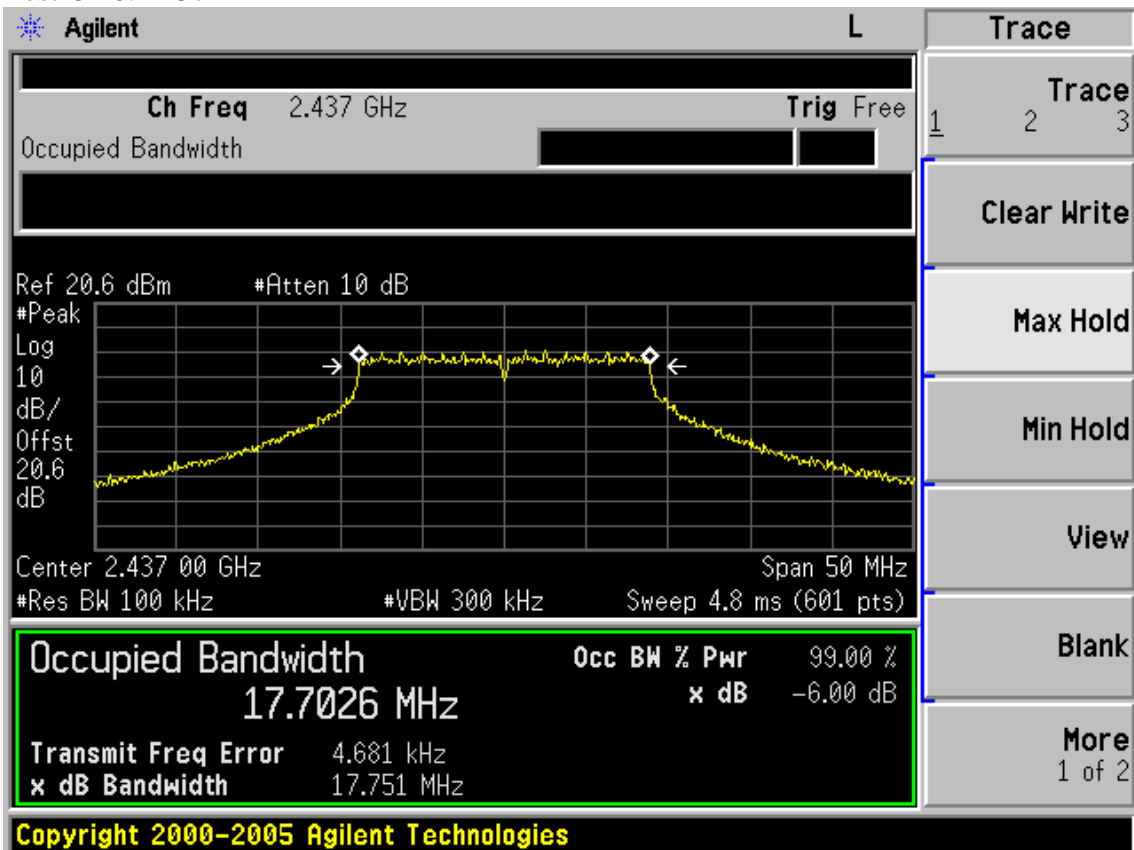 Agilent L Trace
Ch Freq 2.437 GHz Trig Free
Occupied Bandwidth
Trace
1 2 3
Clear Write
Max Hold
Min Hold
View
Blank
More
1 of 2
Ref 20.6 dBm #Atten 10 dB
#Peak
Log
10
dB/
Offst
20.6
dB
Center 2.437 00 GHz Span 50 MHz
#Res BW 100 kHz #VBW 300 kHz Sweep 4.8 ms (601 pts)
Occupied Bandwidth Occ BW % Pwr 99.00 %
17.7026 MHz x dB -6.00 dB
Transmit Freq Error 4.681 kHz
x dB Bandwidth 17.751 MHz
Copyright 2000-2005 Agilent Technologies